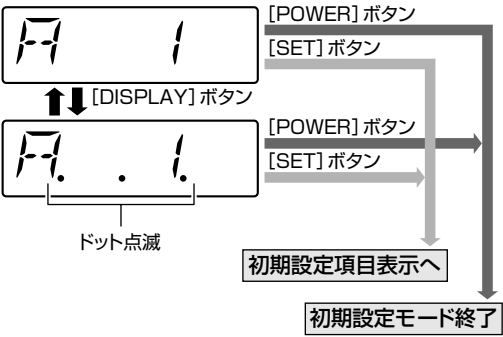 [POWER] ボタン
A 1
[SET] ボタン
[DISPLAY] ボタン
[POWER] ボタン
A. . 1.
[SET] ボタン
ドット点滅
初期設定項目表示へ
初期設定モード終了